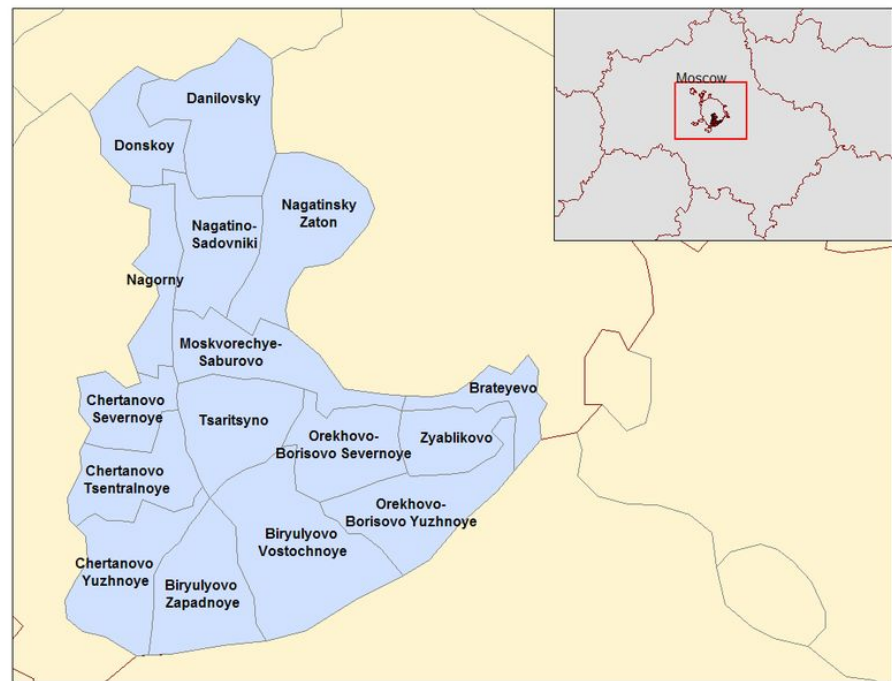 Moscow
Danilovsky
Donskoy
Nagatinsky
Zaton
Nagatino-
Sadovniki
Nagorny
Moskvorechye-
Saburovo
Brateyevo
Chertanovo
Severnoye
Tsaritsyno
Orekhovo-
Borisovo Severnoye
Zyablikovo
Chertanovo
Tsentralnoye
Orekhovo-
Borisovo Yuzhnoye
Biryulyovo
Vostochnoye
Chertanovo
Yuzhnoye
Biryulyovo
Zapadnoye